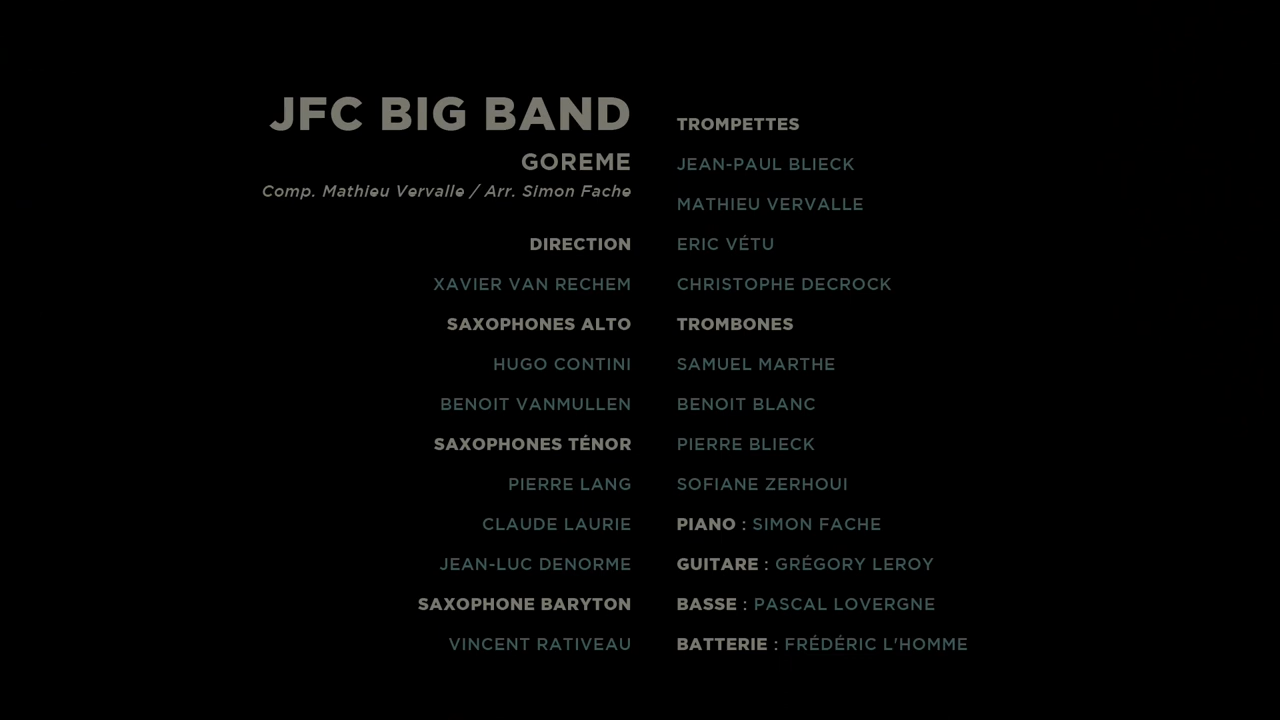 JFC BIG BAND
GOREME
Comp. Mathieu Vervalle / Arr. Simon Fache
DIRECTION
XAVIER VAN RECHEM
SAXOPHONES ALTO
HUGO CONTINI
BENOIT VANMULLEN
SAXOPHONES TÉNOR
PIERRE LANG
CLAUDE LAURIE
JEAN-LUC DENORME
SAXOPHONE BARYTON
VINCENT RATIVEAU
TROMPETTES
JEAN-PAUL BLIECK
MATHIEU VERVALLE
ERIC VÉTU
CHRISTOPHE DECROCK
TROMBONES
SAMUEL MARTHE
BENOIT BLANC
PIERRE BLIECK
SOFIANE ZERHOUI
PIANO : SIMON FACHE
GUITARE : GRÉGORY LEROY
BASSE : PASCAL LOVERGNE
BATTERIE : FRÉDÉRIC L'HOMME